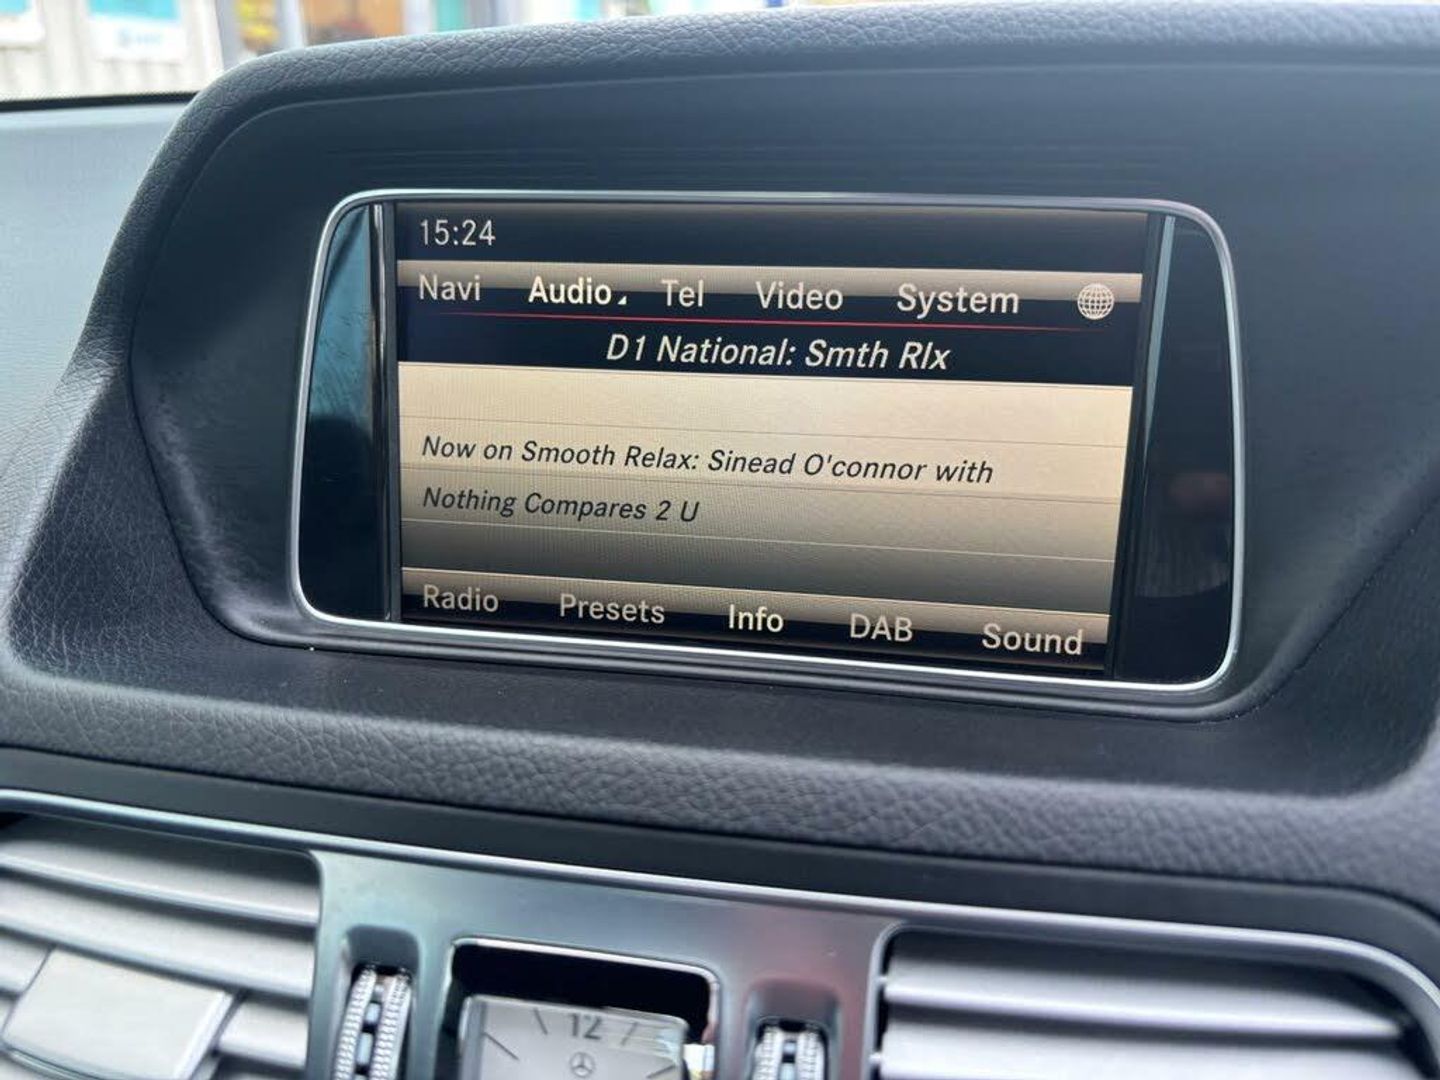 15:24
Navi Audio Tel Video System
D1 National: Smth Rlx
Now on Smooth Relax: Sinead O'connor with
Nothing Compares 2 U
Radio Presets Info DAB Sound
12